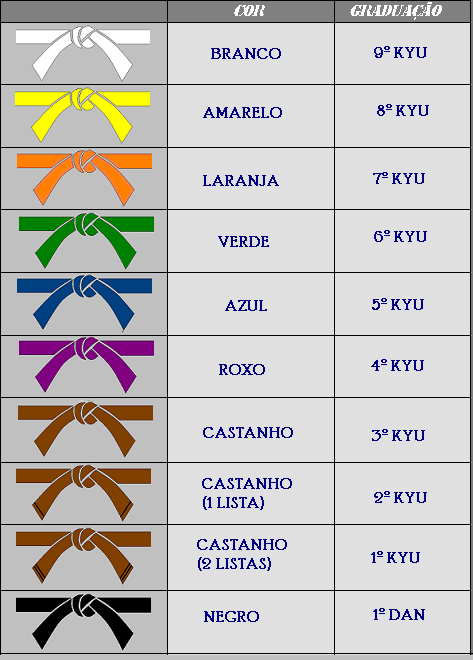 COR GRADUAÇÃO
BRANCO 9º KYU
AMARELO 8º KYU
LARANJA 7º KYU
VERDE 6º KYU
AZUL 5º KYU
ROXO 4º KYU
CASTANHO 3º KYU
CASTANHO
(1 LISTA) 2º KYU
CASTANHO
(2 LISTAS) 1º KYU
NEGRO 1º DAN